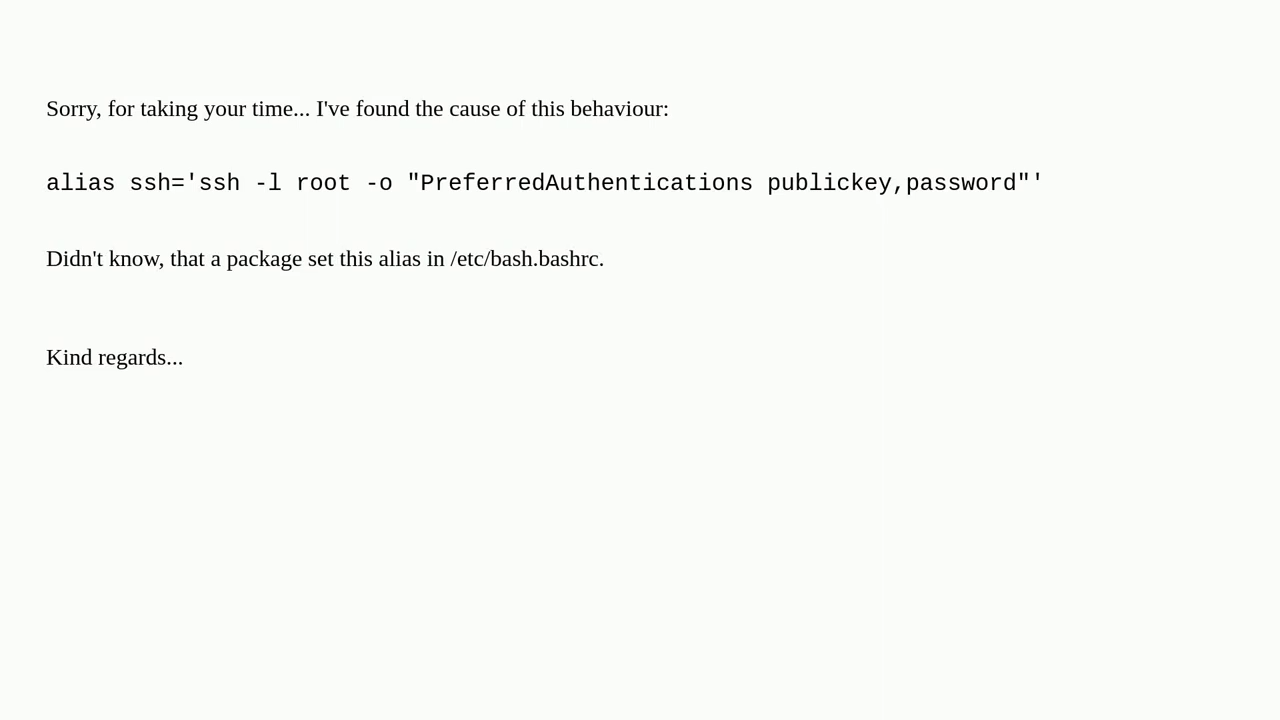 Sorry, for taking your time... I've found the cause of this behaviour:
alias ssh='ssh -l root -o "PreferredAuthentications publickey,password"'
Didn't know, that a package set this alias in /etc/bash.bashrc.
Kind regards...